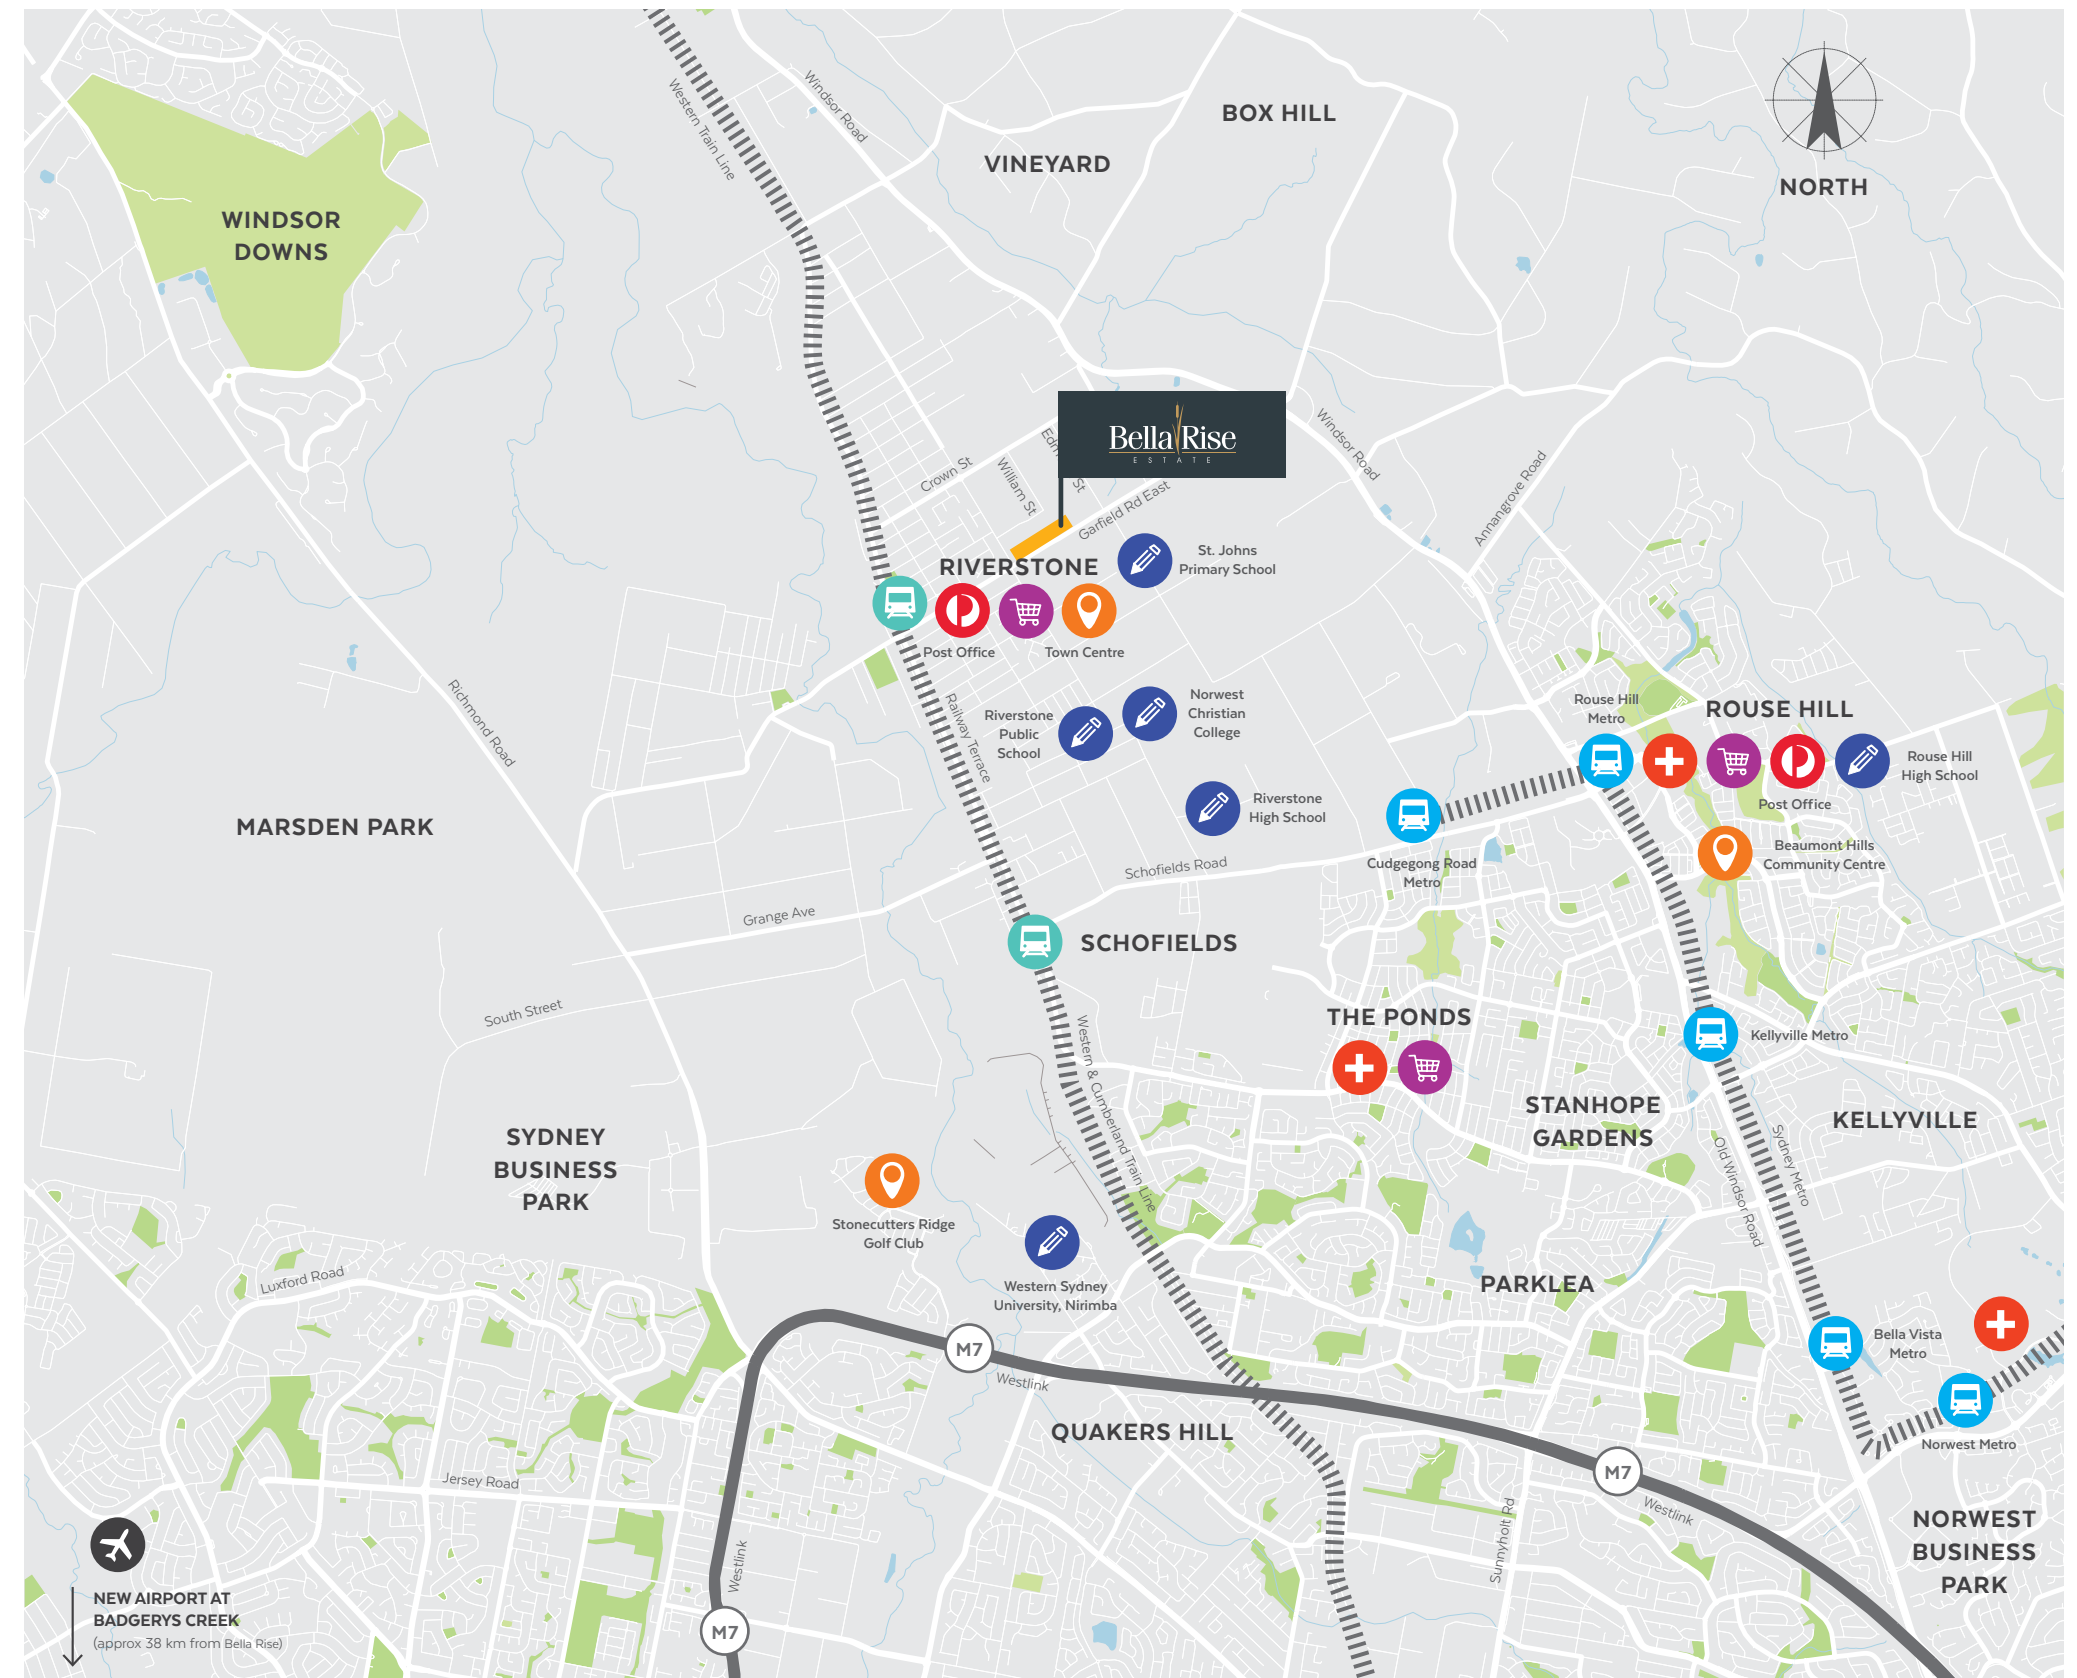 BOX HILL
VINEYARD
NORTH
Windsor Road
Western Train Line
WINDSOR
DOWNS
Bella Rise
ESTATE
Windsor Road
Annangrove Road
Crown St
William St
St
Garfield Rd East
RIVERSTONE
St. Johns
Primary School
Post Office
Town Centre
Richmond Road
Railway Terrace
Riverstone
Public
School
Norwest
Christian
College
Rouse Hill
Metro
ROUSE HILL
Rouse Hill
High School
Post Office
Riverstone
High School
MARSDEN PARK
Beaumont Hills
Community Centre
Cudgegong Road
Metro
Schofields Road
Grange Ave
SCHOFIELDS
South Street
THE PONDS
Western & Cumberland Train Line
Kellyville Metro
STANHOPE
GARDENS
KELLYVILLE
Old Windsor Road
Sydney Metro
SYDNEY
BUSINESS
PARK
Stonecutters Ridge
Golf Club
Western Sydney
University, Nirimba
Luxford Road
PARKLEA
M7
Westlink
Bella Vista
Metro
QUAKERS HILL
Norwest Metro
M7
Westlink
Jersey Road
Sunnyholt Rd
NORWEST
BUSINESS
PARK
Westlink
M7
NEW AIRPORT AT
BADGERYS CREEK
(approx 38 km from Bella Rise)